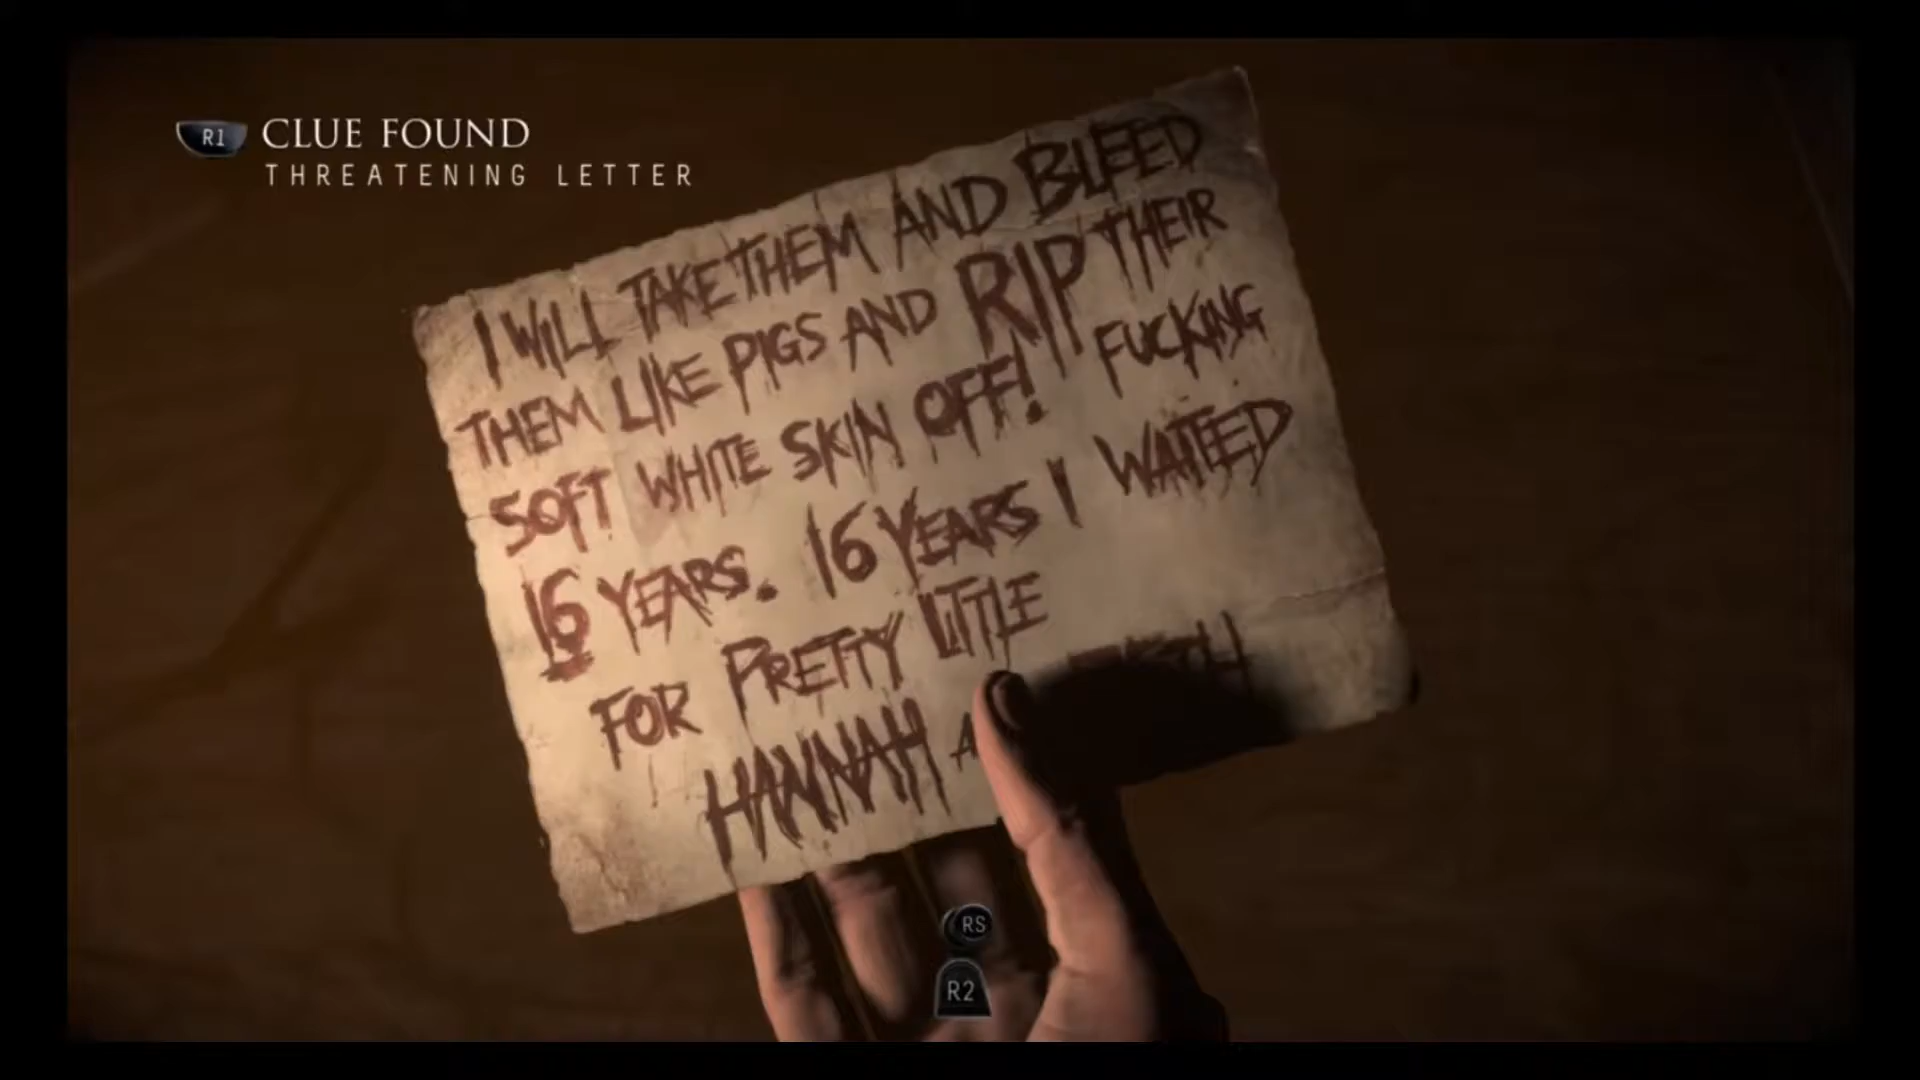 R1 CLUE FOUND
THREATENING LETTER
I WILL TAKE THEM AND BLEED
THEM LIKE PIGS AND RIP THEIR
SOFT WHITE SKIN OFF! FUCKING
16 YEARS. 16 YEARS I WAITED
FOR PRETTY LITTLE
HANNAH
RS
R2